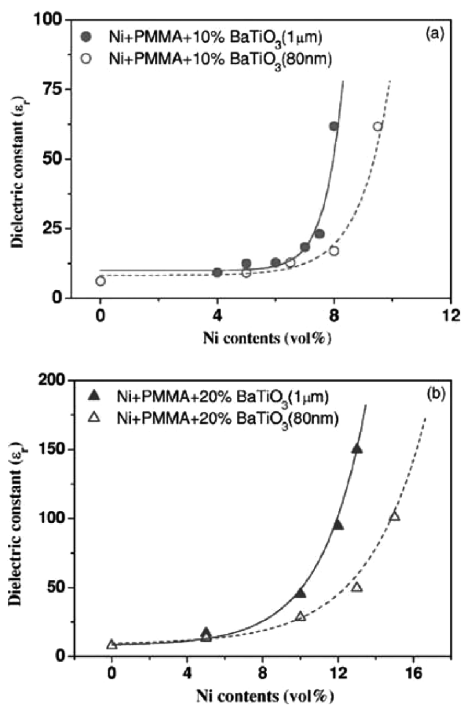 100
75
50
25
0
Dielectric constant (εr)
Ni+PMMA+10% BaTiO3(1μm)
Ni+PMMA+10% BaTiO3(80nm)
(a)
0 4 8 12
Ni contents (vol%)
200
150
100
50
0
Dielectric constant (εr)
Ni+PMMA+20% BaTiO3(1μm)
Ni+PMMA+20% BaTiO3(80nm)
(b)
0 4 8 12 16
Ni contents (vol%)